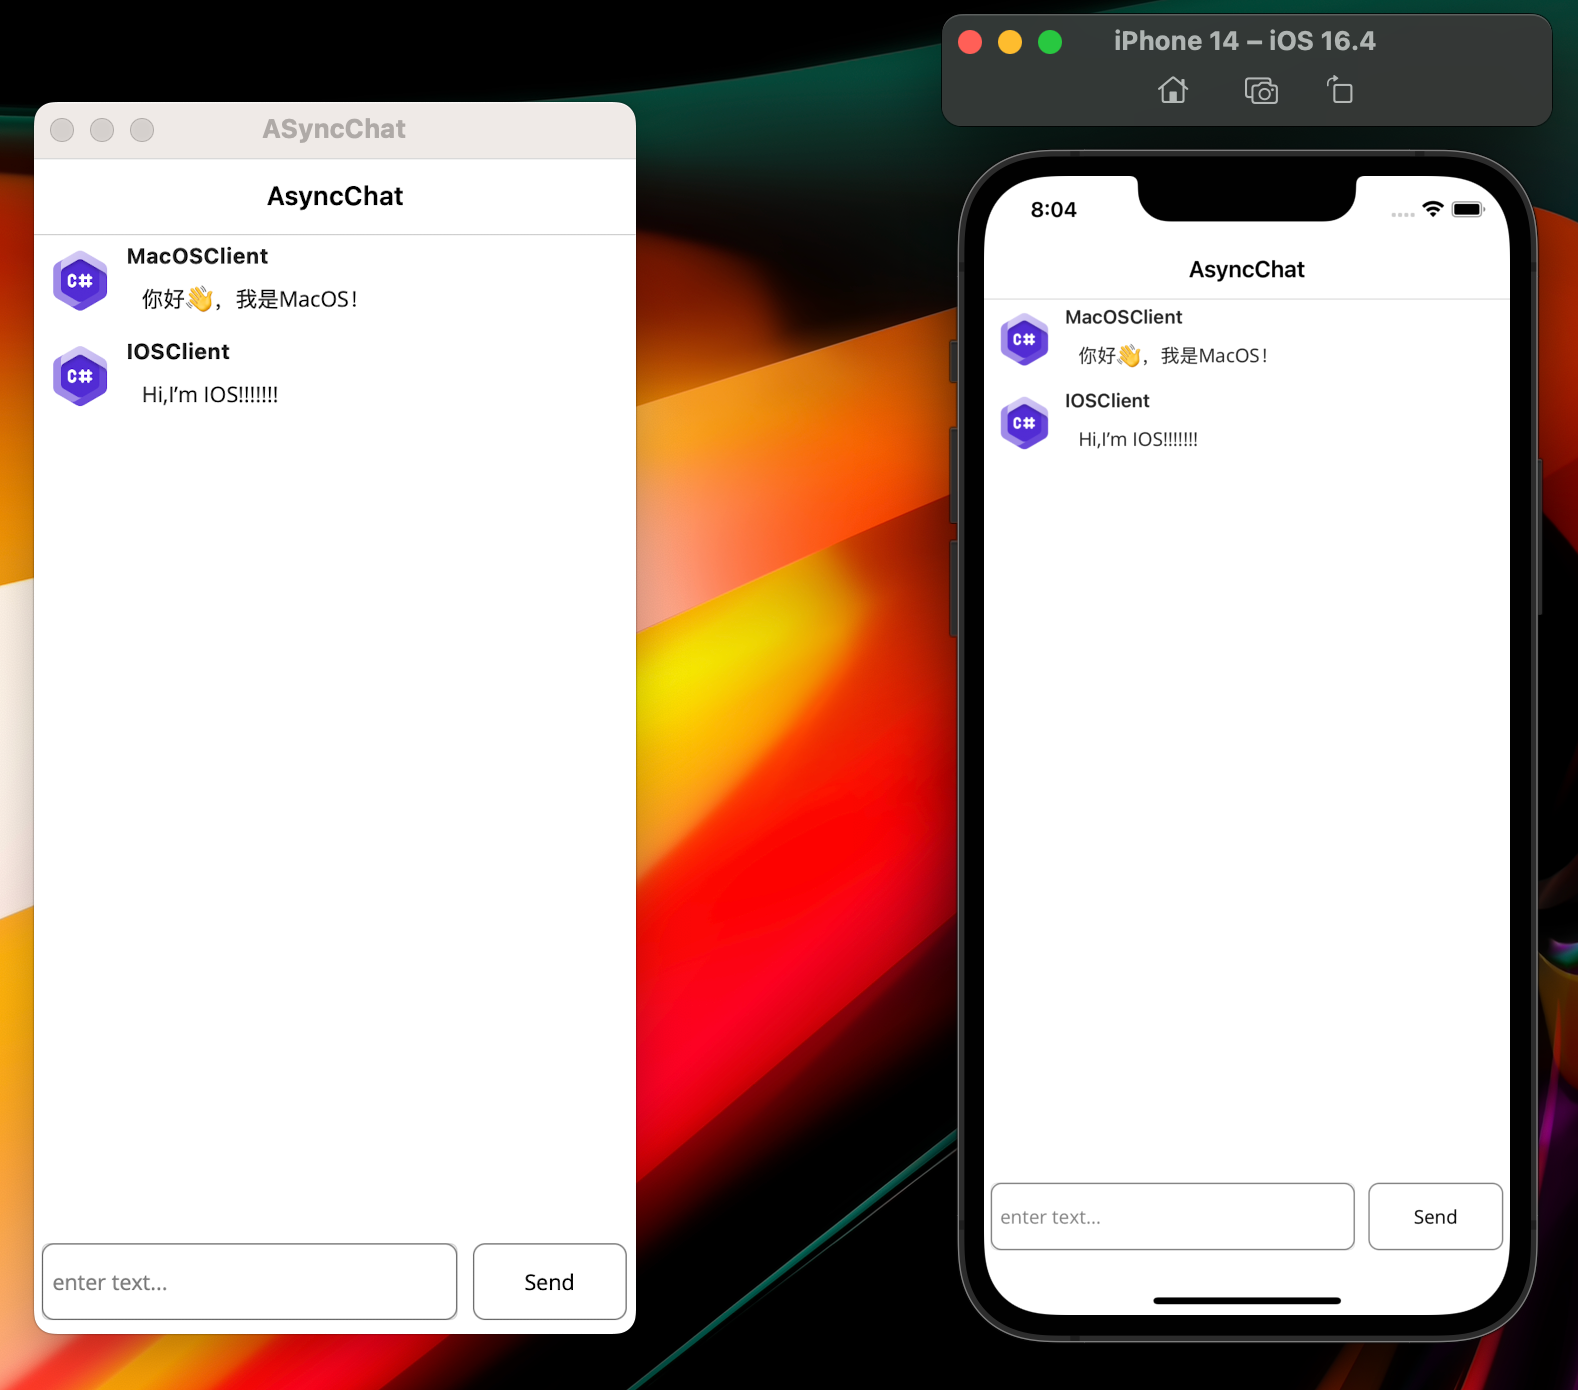 ASyncChat
AsyncChat
C#
MacOSClient
你好👋，我是MacOS！
C#
IOSClient
Hi,I’m IOS!!!!!!!
enter text...
Send
iPhone 14 – iOS 16.4
8:04
AsyncChat
C#
MacOSClient
你好👋，我是MacOS！
C#
IOSClient
Hi,I’m IOS!!!!!!!
enter text...
Send